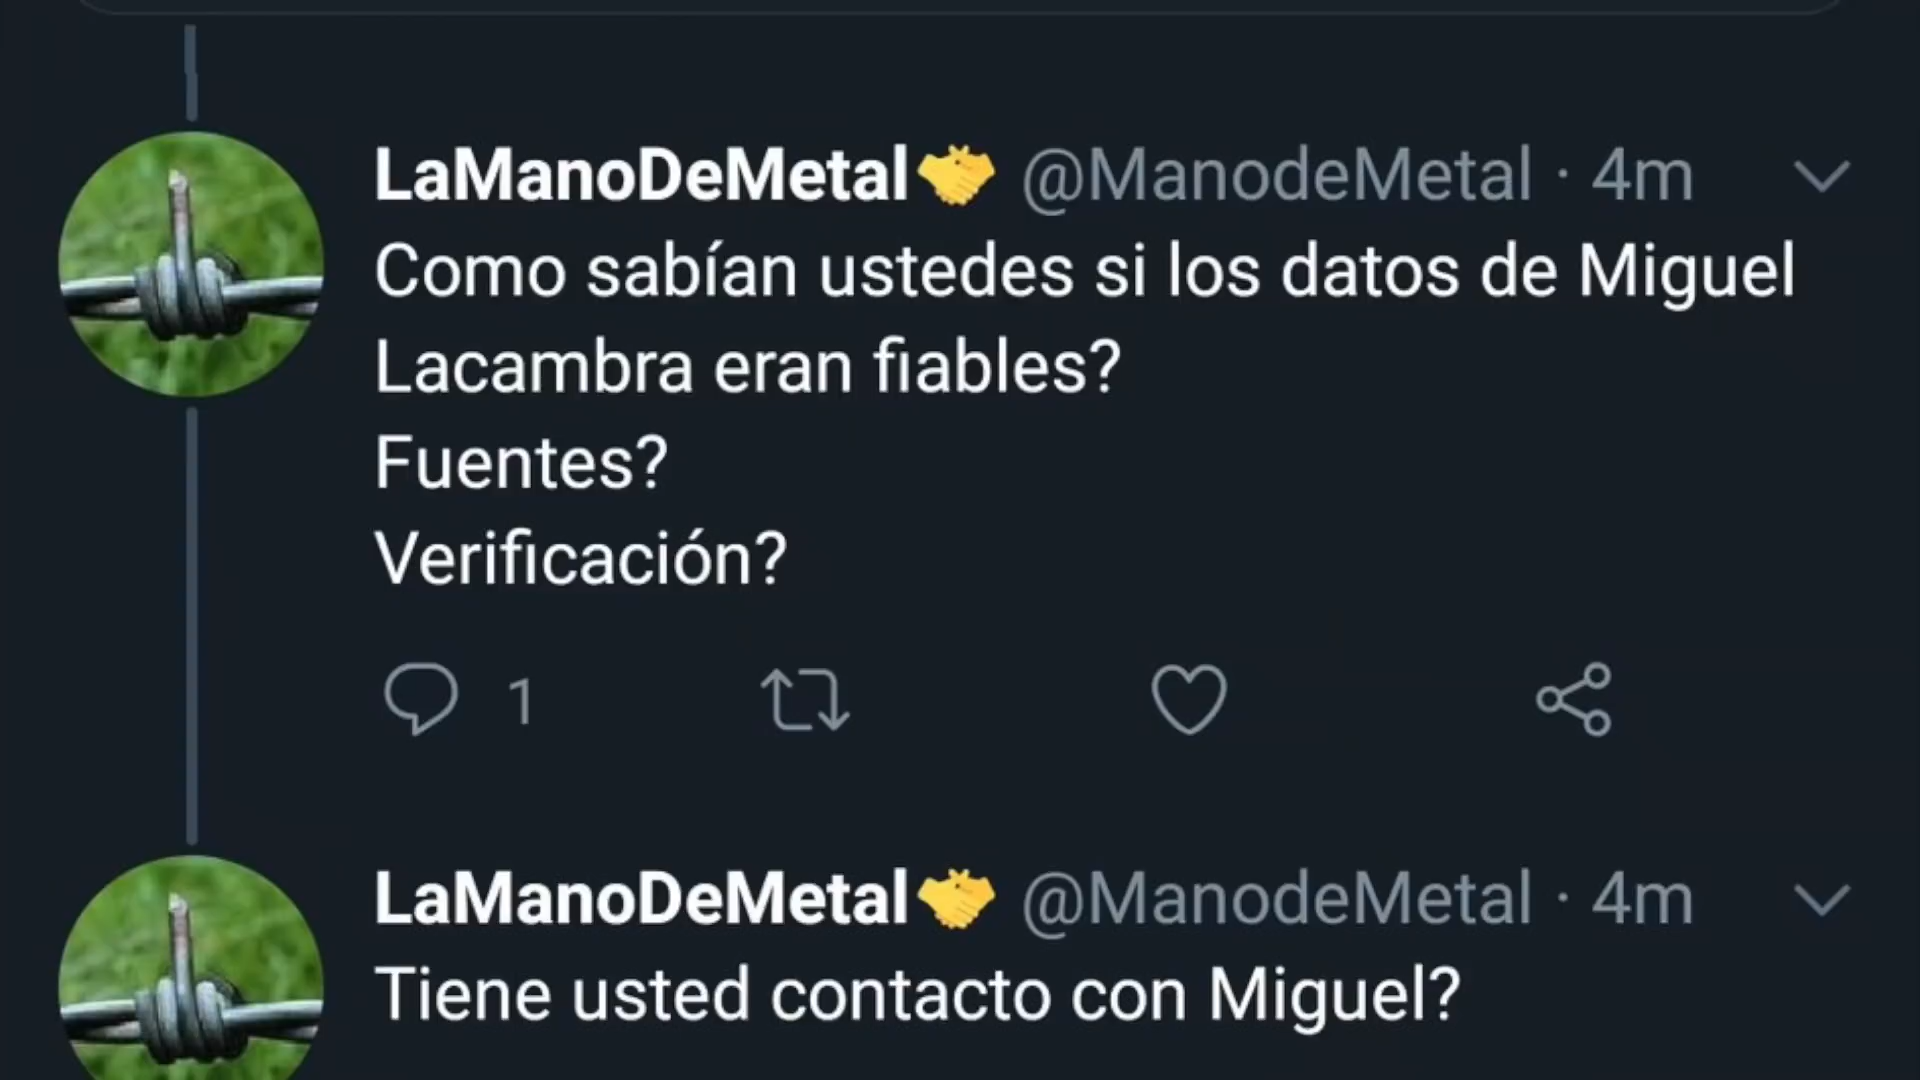 LaManoDeMetal🤝 @ManodeMetal · 4m
Como sabían ustedes si los datos de Miguel
Lacambra eran fiables?
Fuentes?
Verificación?
1
LaManoDeMetal🤝 @ManodeMetal · 4m
Tiene usted contacto con Miguel?